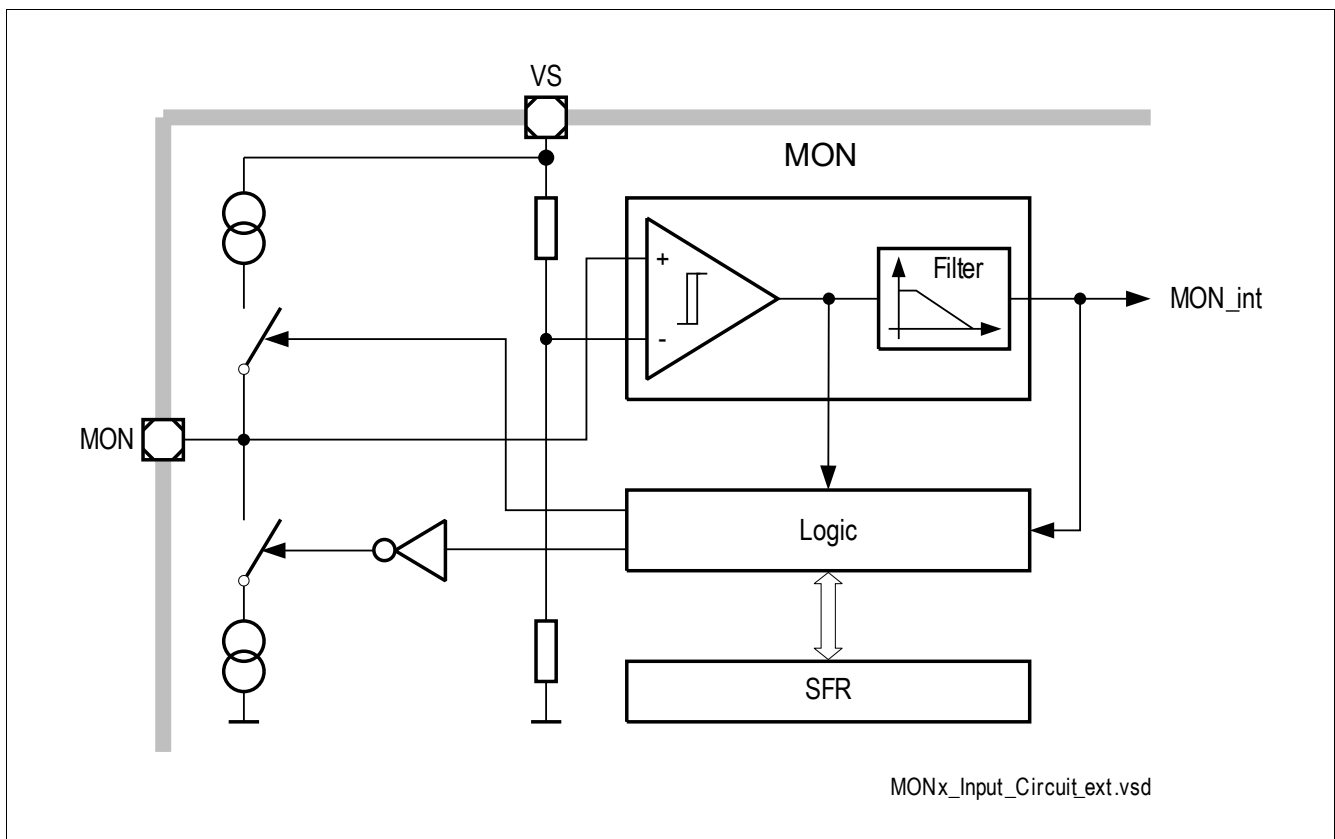 VS
MON
+
-
Filter
MON_int
MON
Logic
SFR
MONx_Input_Circuit_ext.vsd